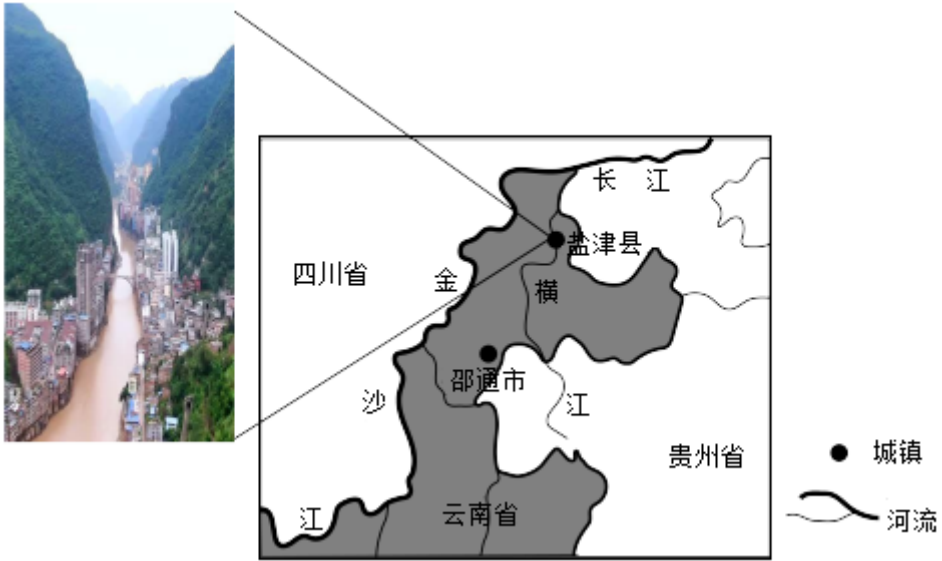 长 江
盐津县
四川省
金
横
邵通市
沙
江
贵州省
城镇
云南省
江
河流